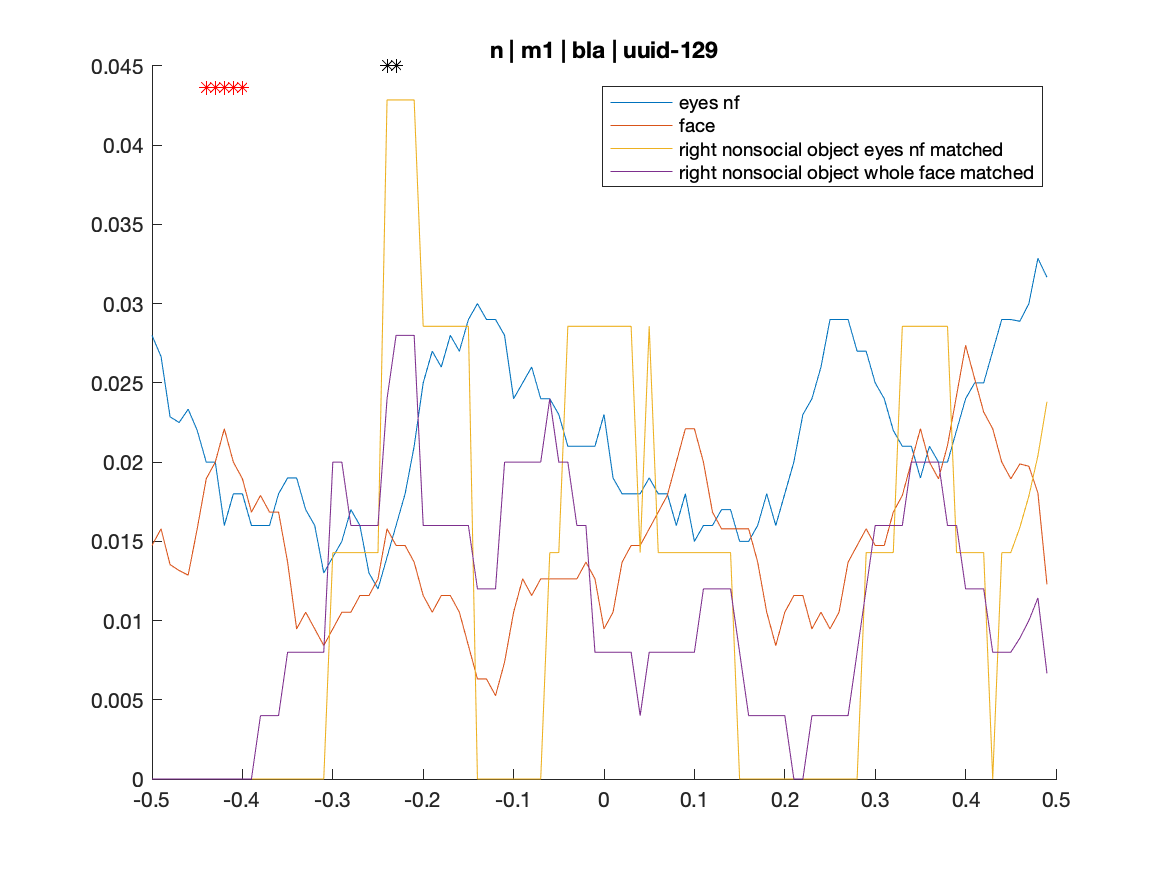 n | m1 | bla | uuid-129
0.045
0.04
0.035
0.03
0.025
0.02
0.015
0.01
0.005
0
eyes nf
face
right nonsocial object eyes nf matched
right nonsocial object whole face matched
-0.5 -0.4 -0.3 -0.2 -0.1 0 0.1 0.2 0.3 0.4 0.5